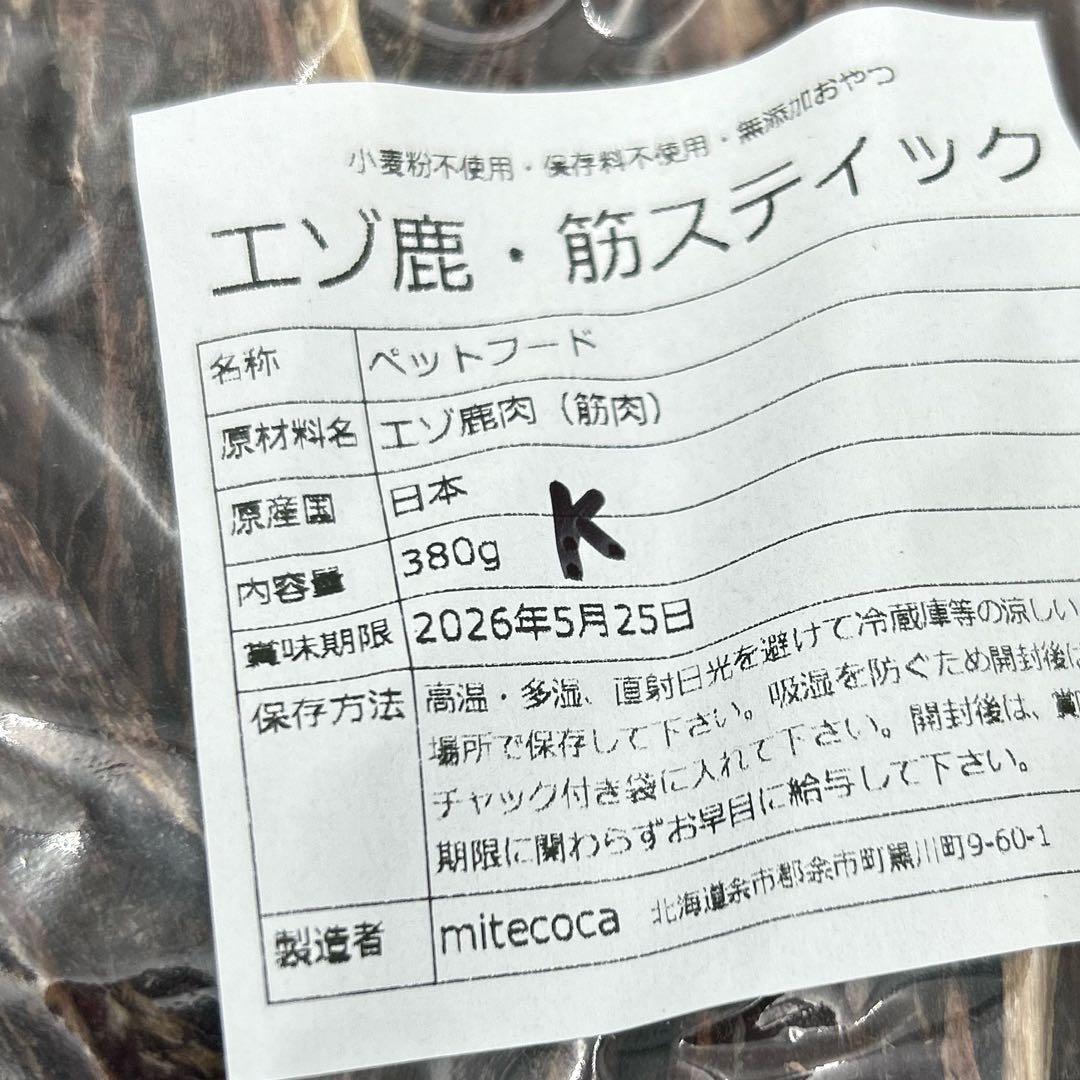 小麦粉不使用・保存料不使用・無添加おやつ
エゾ鹿・筋スティック
名称 ペットフード
原材料名 エゾ鹿肉（筋肉）
原産国 日本
内容量 380g K
賞味期限 2026年5月25日
保存方法 高温・多湿、直射日光を避けて冷蔵庫等の涼しい
場所で保存して下さい。吸湿を防ぐため開封後は
チャック付き袋に入れて下さい。開封後は、賞味
期限に関わらずお早目に給与して下さい。
製造者 mitecoca 北海道余市郡余市町黒川町9-60-1